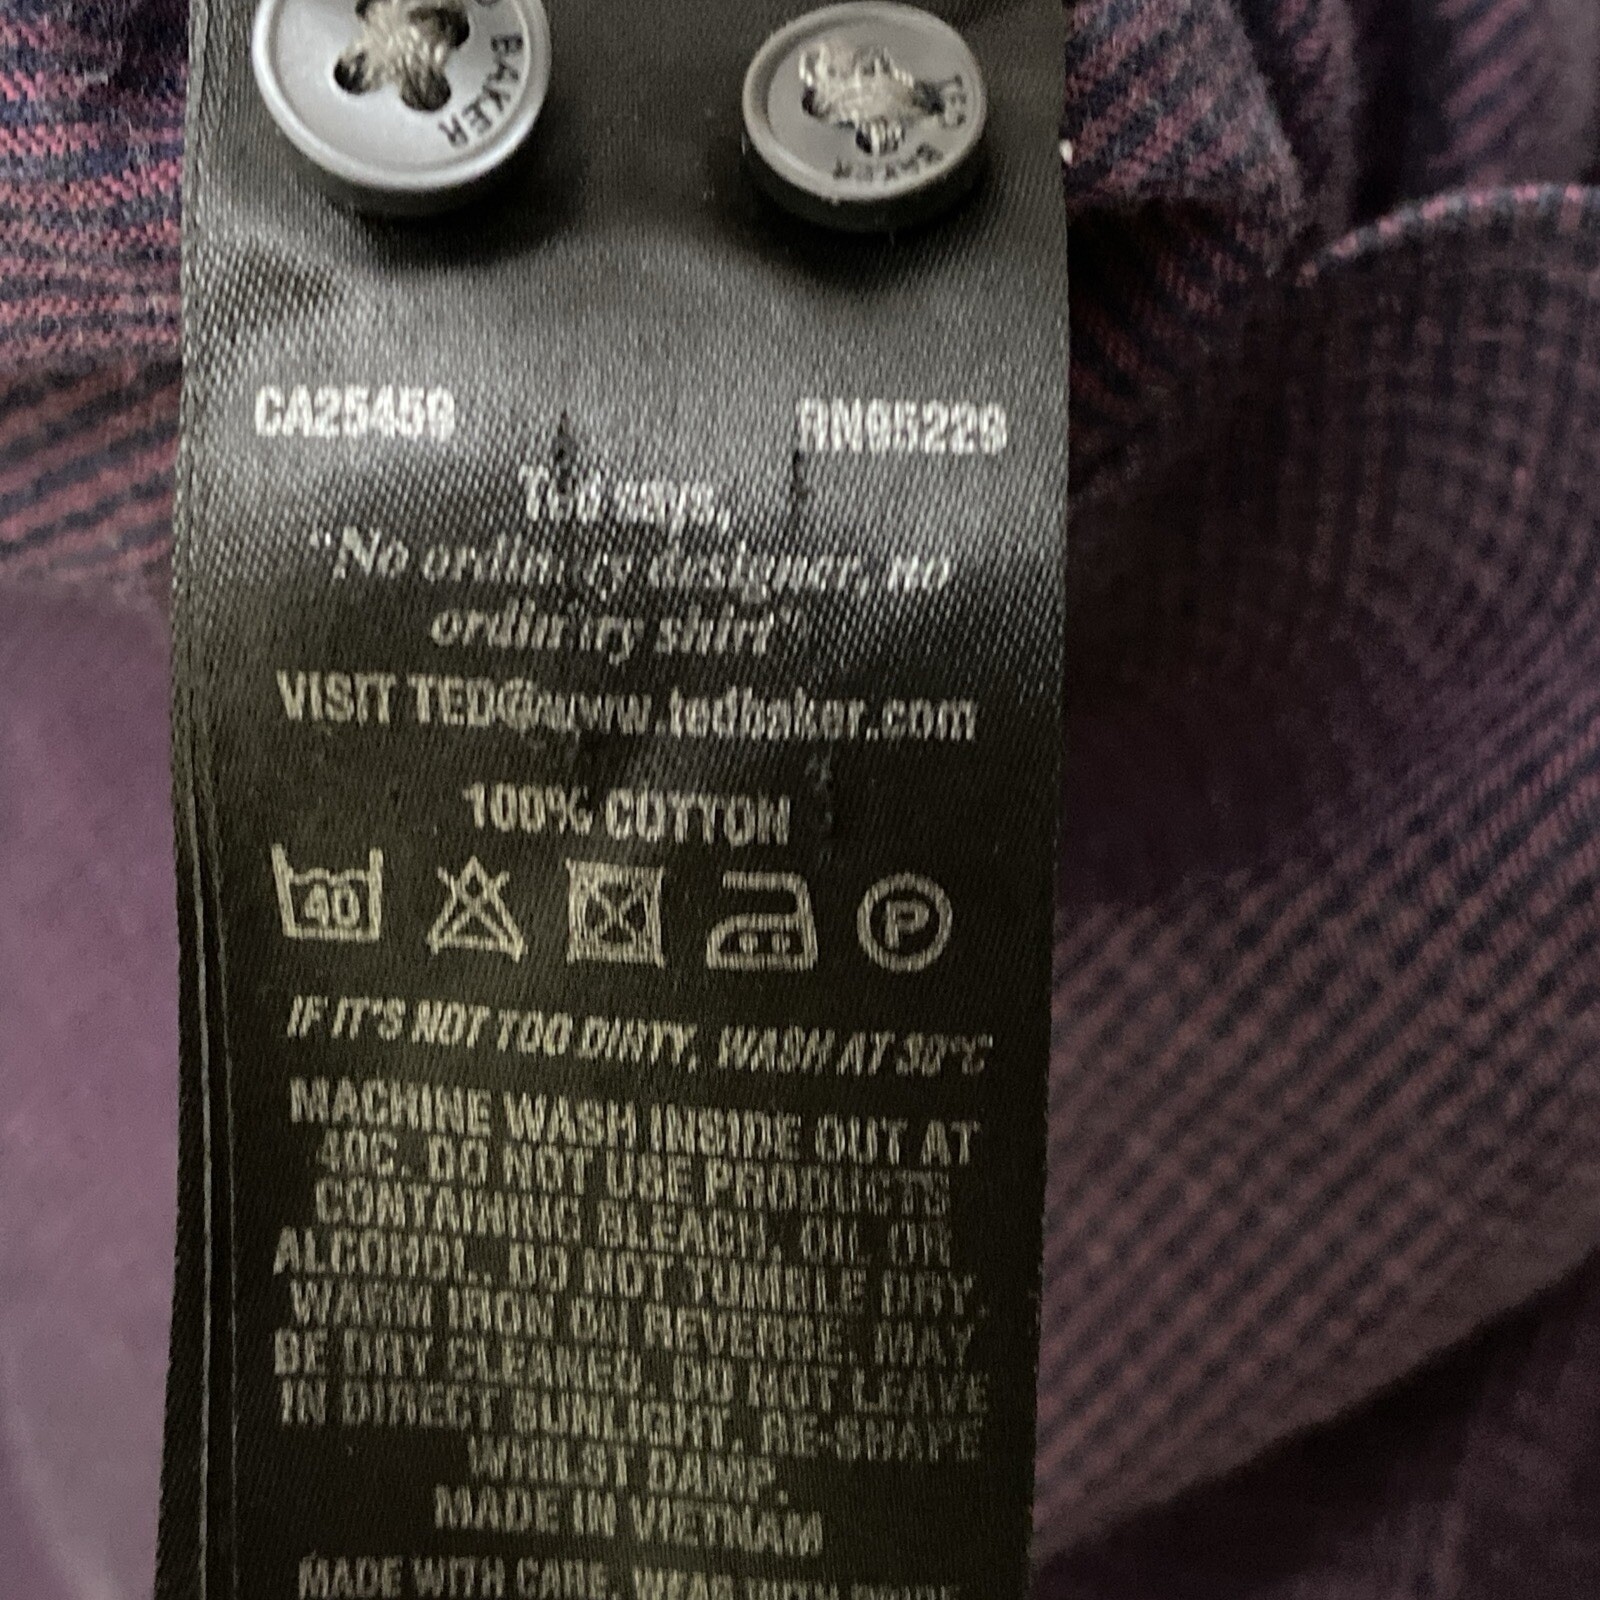 BAKER
TED BAKER
CA25459 RN95229
Ted says,
"No ordinary designer, no
ordinary shirt"
VISIT TED@www.tedbaker.com
100% COTTON
40 P
IF IT'S NOT TOO DIRTY, WASH AT 30°C
MACHINE WASH INSIDE OUT AT
40C. DO NOT USE PRODUCTS
CONTAINING BLEACH, OIL OR
ALCOHOL. DO NOT TUMBLE DRY.
WARM IRON ON REVERSE. MAY
BE DRY CLEANED. DO NOT LEAVE
IN DIRECT SUNLIGHT. RE-SHAPE
WHILST DAMP.
MADE IN VIETNAM
MADE WITH CARE. WEAR WITH